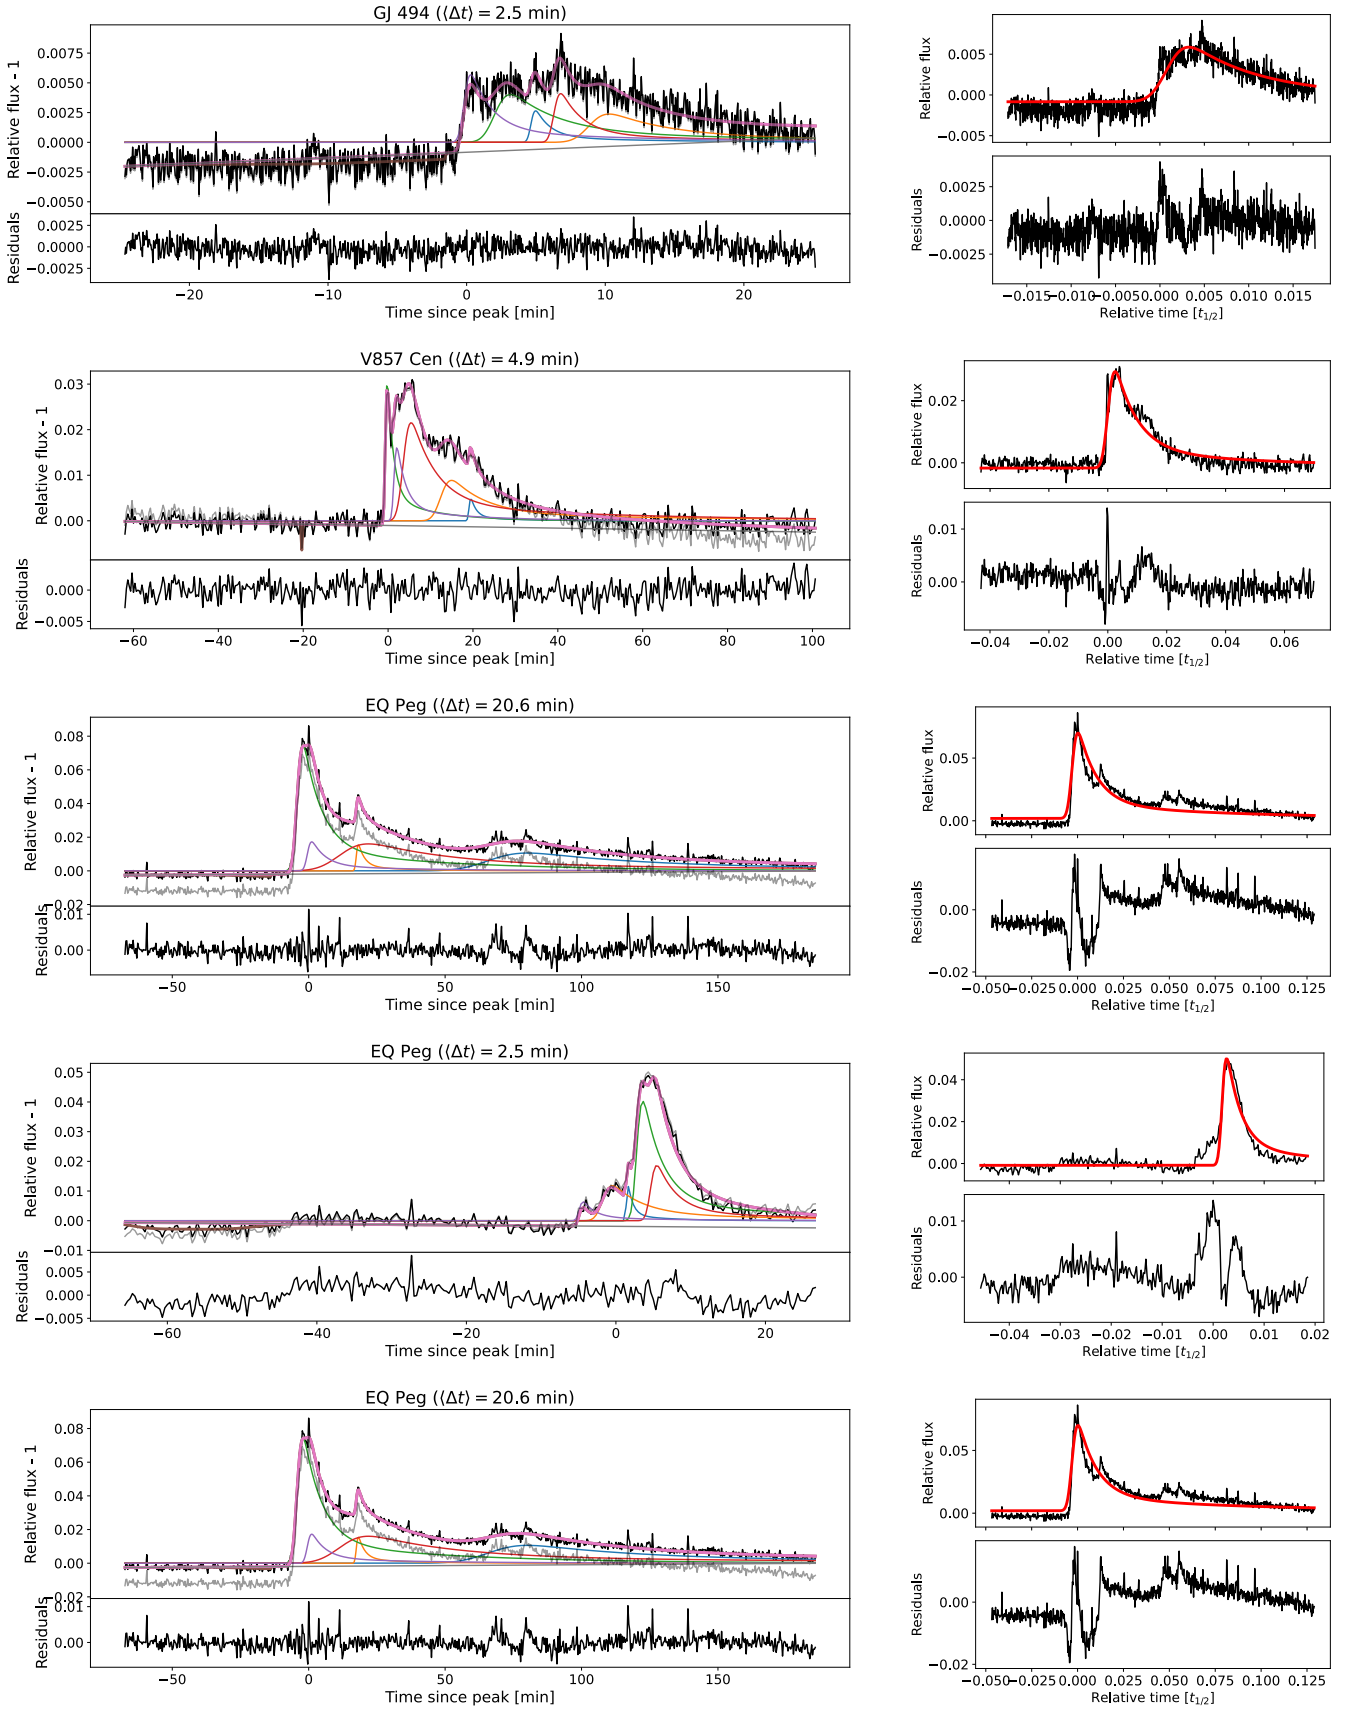 GJ 494 (⟨Δt⟩ = 2.5 min)
Relative flux - 1
0.0075
0.0050
0.0025
0.0000
−0.0025
−0.0050
Residuals
0.0025
0.0000
−0.0025
−20 −10 0 10 20
Time since peak [min]
Relative flux
0.005
0.000
−0.005
Residuals
0.0025
0.0000
−0.0025
−0.015 −0.010 −0.005 0.000 0.005 0.010 0.015
Relative time [t1/2]
V857 Cen (⟨Δt⟩ = 4.9 min)
Relative flux - 1
0.03
0.02
0.01
0.00
Residuals
0.000
−0.005
−60 −40 −20 0 20 40 60 80 100
Time since peak [min]
Relative flux
0.02
0.00
Residuals
0.01
0.00
−0.04 −0.02 0.00 0.02 0.04 0.06
Relative time [t1/2]
EQ Peg (⟨Δt⟩ = 20.6 min)
Relative flux - 1
0.08
0.06
0.04
0.02
0.00
−0.02
Residuals
0.01
0.00
−50 0 50 100 150
Time since peak [min]
Relative flux
0.05
0.00
Residuals
0.00
−0.02
−0.050 −0.025 0.000 0.025 0.050 0.075 0.100 0.125
Relative time [t1/2]
EQ Peg (⟨Δt⟩ = 2.5 min)
Relative flux - 1
0.05
0.04
0.03
0.02
0.01
0.00
−0.01
Residuals
0.005
0.000
−0.005
−60 −40 −20 0 20
Time since peak [min]
Relative flux
0.04
0.02
0.00
Residuals
0.01
0.00
−0.04 −0.03 −0.02 −0.01 0.00 0.01 0.02
Relative time [t1/2]
EQ Peg (⟨Δt⟩ = 20.6 min)
Relative flux - 1
0.08
0.06
0.04
0.02
0.00
−0.02
Residuals
0.01
0.00
−50 0 50 100 150
Time since peak [min]
Relative flux
0.05
0.00
Residuals
0.00
−0.02
−0.050 −0.025 0.000 0.025 0.050 0.075 0.100 0.125
Relative time [t1/2]